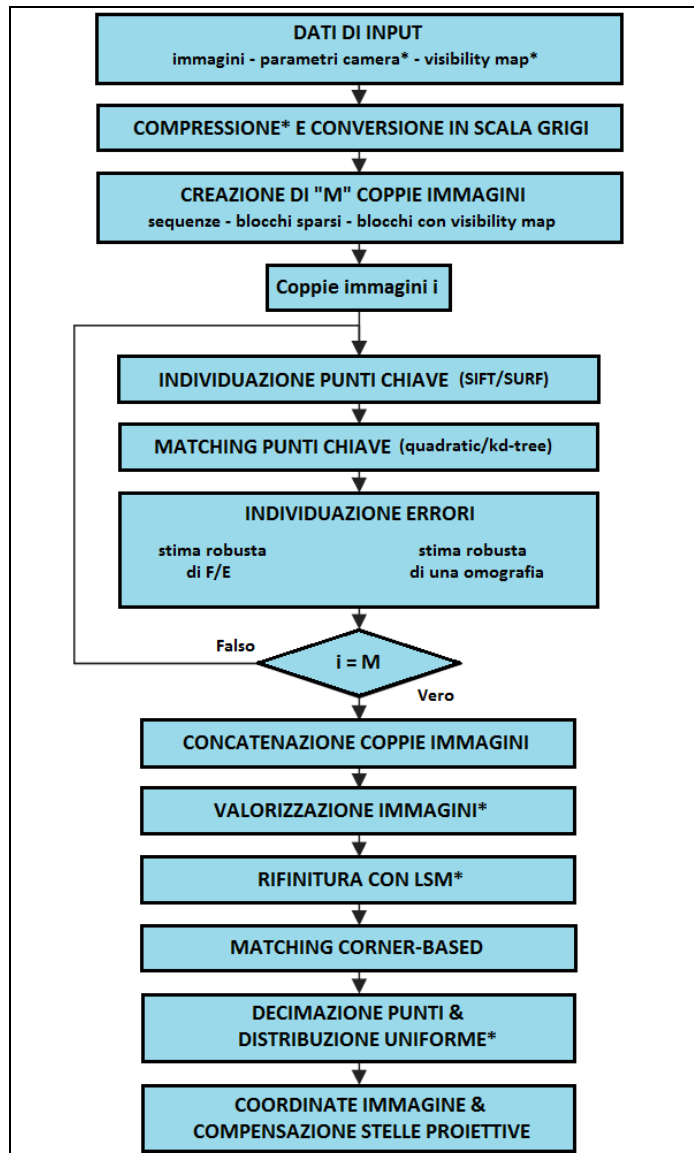 DATI DI INPUT
immagini - parametri camera* - visibility map*
COMPRESSIONE* E CONVERSIONE IN SCALA GRIGI
CREAZIONE DI "M" COPPIE IMMAGINI
sequenze - blocchi sparsi - blocchi con visibility map
Coppie immagini i
INDIVIDUAZIONE PUNTI CHIAVE (SIFT/SURF)
MATCHING PUNTI CHIAVE (quadratic/kd-tree)
INDIVIDUAZIONE ERRORI
stima robusta
di F/E
stima robusta
di una omografia
Falso
i = M
Vero
CONCATENAZIONE COPPIE IMMAGINI
VALORIZZAZIONE IMMAGINI*
RIFINITURA CON LSM*
MATCHING CORNER-BASED
DECIMAZIONE PUNTI &
DISTRIBUZIONE UNIFORME*
COORDINATE IMMAGINE &
COMPENSAZIONE STELLE PROIETTIVE